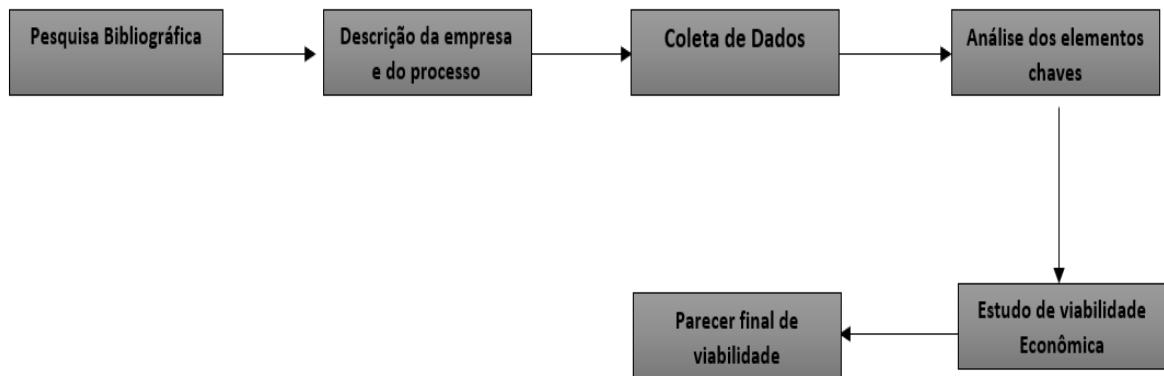 Pesquisa Bibliográfica
Descrição da empresa
e do processo
Coleta de Dados
Análise dos elementos
chaves
Estudo de viabilidade
Econômica
Parecer final de
viabilidade